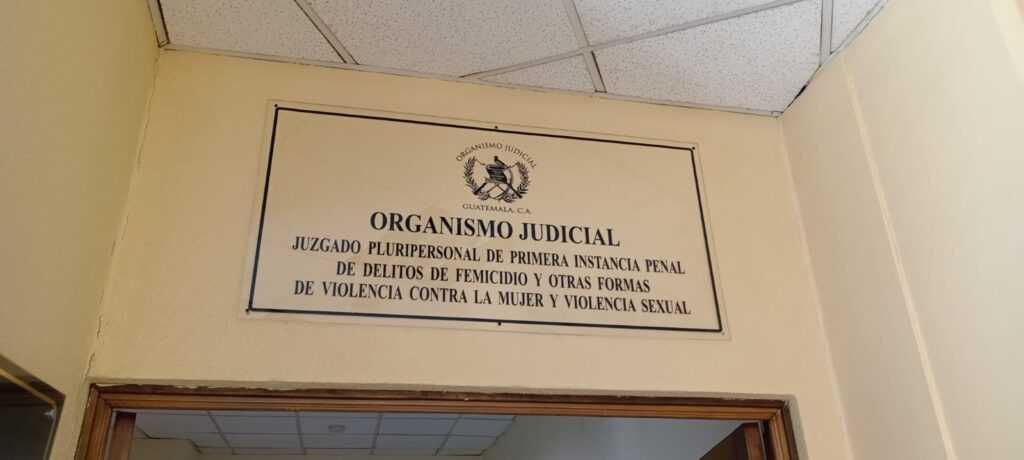 ORGANISMO JUDICIAL
GUATEMALA, C.A.
ORGANISMO JUDICIAL
JUZGADO PLURIPERSONAL DE PRIMERA INSTANCIA PENAL
DE DELITOS DE FEMICIDIO Y OTRAS FORMAS
DE VIOLENCIA CONTRA LA MUJER Y VIOLENCIA SEXUAL